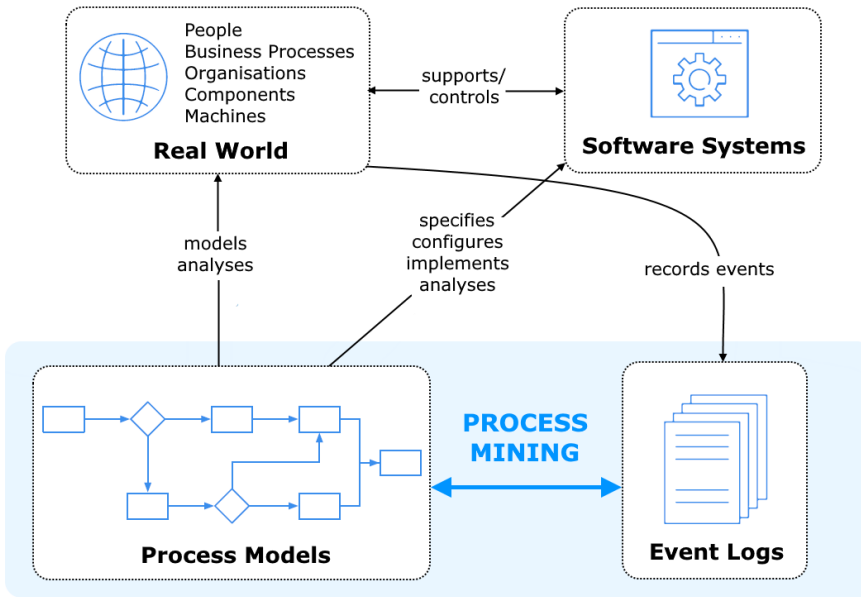 People
Business Processes
Organisations
Components
Machines
Real World
supports/
controls
Software Systems
models
analyses
specifies
configures
implements
analyses
records events
PROCESS
MINING
Process Models
Event Logs